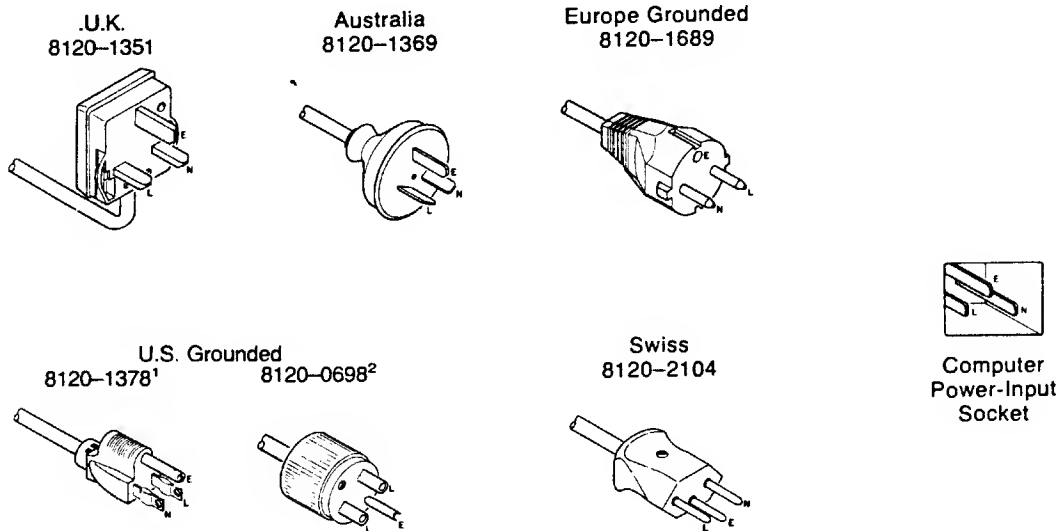 .U.K.
8120–1351
E
N
L
Australia
8120–1369
E
N
L
Europe Grounded
8120–1689
E
L
N
E
L
N
Computer
Power-Input
Socket
U.S. Grounded
8120–1378¹
E
L
N
8120–0698²
L
E
L
Swiss
8120–2104
N
E
L